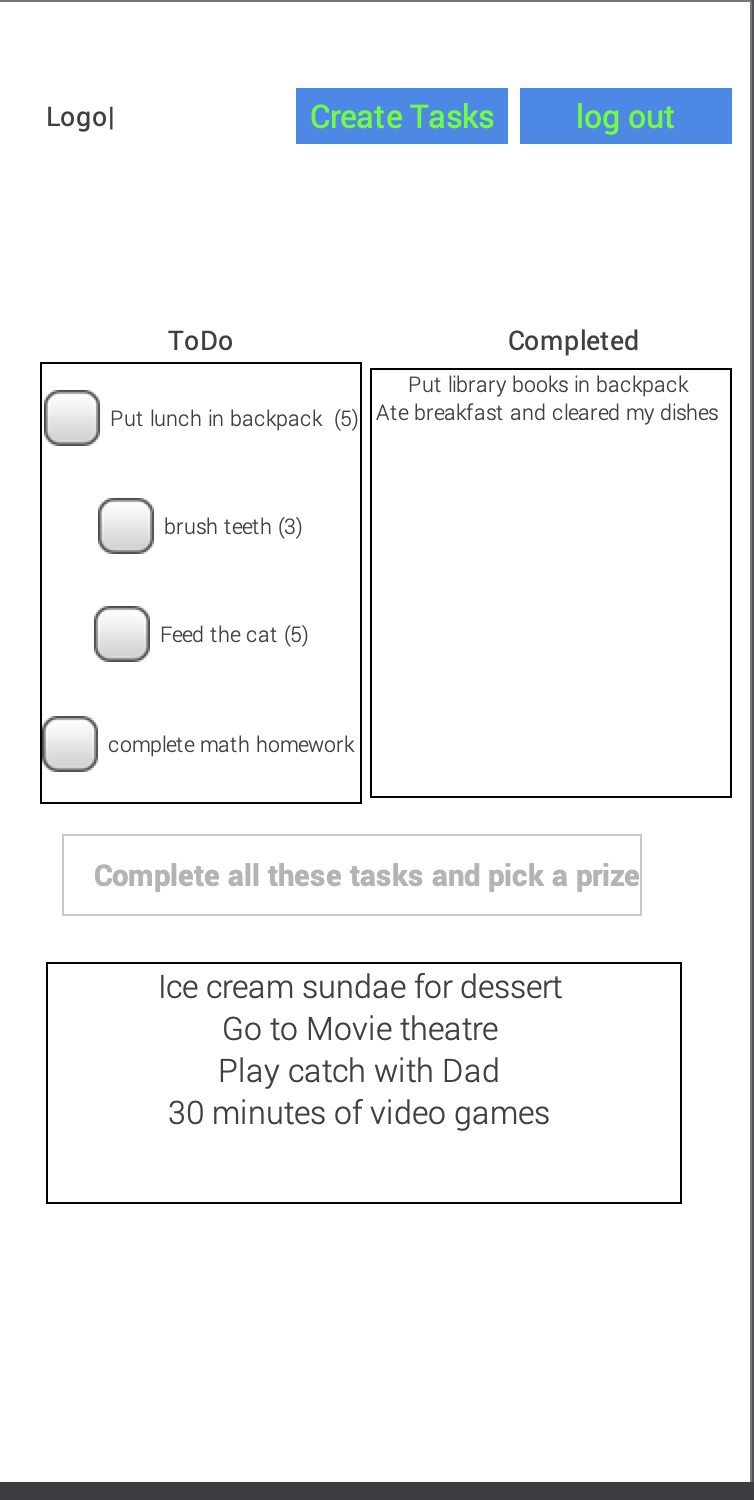 Logo|
Create Tasks
log out
ToDo
Put lunch in backpack  (5)
brush teeth (3)
Feed the cat (5)
complete math homework
Completed
Put library books in backpack
Ate breakfast and cleared my dishes
Complete all these tasks and pick a prize
Ice cream sundae for dessert
Go to Movie theatre
Play catch with Dad
30 minutes of video games